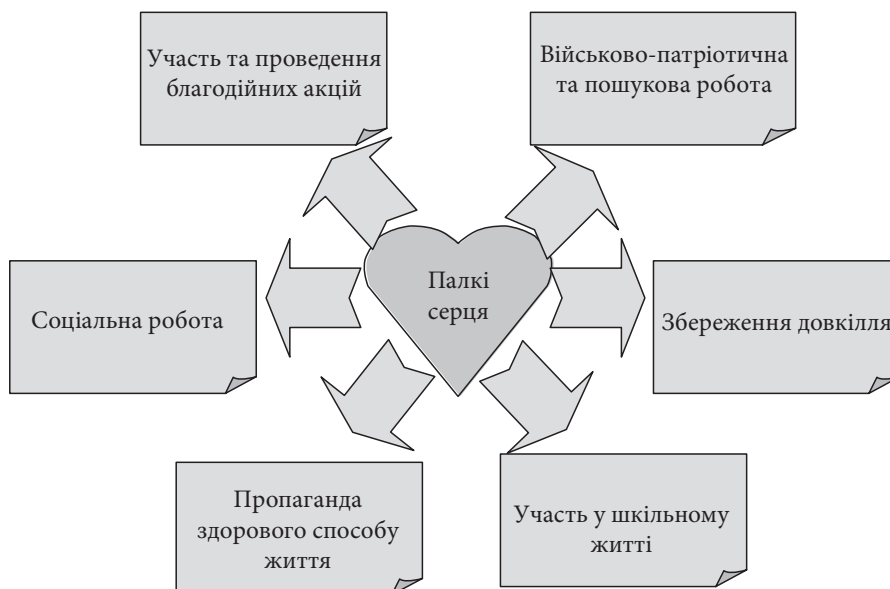 Участь та проведення
благодійних акцій
Військово-патріотична
та пошукова робота
Соціальна робота
Палкі
серця
Збереження довкілля
Пропаганда
здорового способу
життя
Участь у шкільному
житті